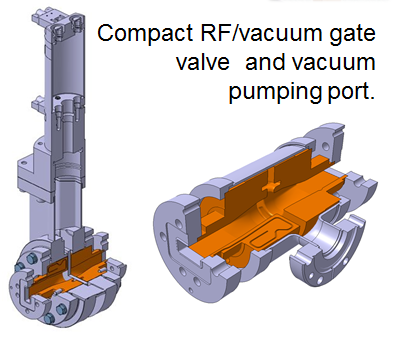 Compact RF/vacuum gate
valve and vacuum
pumping port.